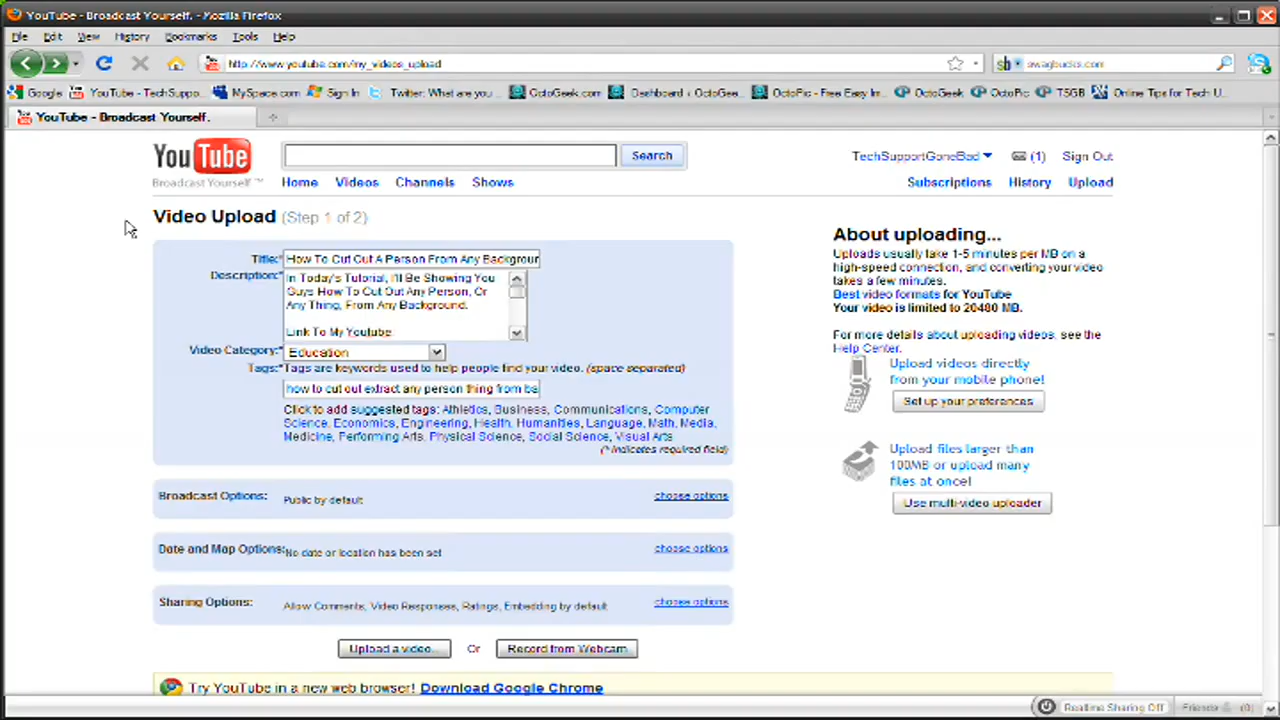 YouTube - Broadcast Yourself. - Mozilla Firefox
File Edit View History Bookmarks Tools Help
http://www.youtube.com/my_videos_upload
swagbucks.com
Google YouTube - TechSuppo... MySpace.com Sign In Twitter: What are you ... OctoGeek.com Dashboard ‹ OctoGee... OctoPic - Free Easy Im... OctoGeek OctoPic TSGB Online Tips for Tech U...
YouTube - Broadcast Yourself.
YouTube
Broadcast Yourself ™
Search
TechSupportGoneBad (1) Sign Out
Home Videos Channels Shows
Subscriptions History Upload
Video Upload (Step 1 of 2)
Title:* How To Cut Out A Person From Any Backgroun
Description:* In Today's Tutorial, I'll Be Showing You
Guys How To Cut Out Any Person, Or
Any Thing, From Any Background.
Link To My Youtube:
Video Category:* Education
Tags:* Tags are keywords used to help people find your video. (space separated)
how to cut out extract any person thing from ba
Click to add suggested tags: Athletics, Business, Communications, Computer
Science, Economics, Engineering, Health, Humanities, Language, Math, Media,
Medicine, Performing Arts, Physical Science, Social Science, Visual Arts
(* indicates required field)
Broadcast Options: Public by default choose options
Date and Map Options: No date or location has been set choose options
Sharing Options: Allow Comments, Video Responses, Ratings, Embedding by default choose options
Upload a video... Or Record from Webcam
Try YouTube in a new web browser! Download Google Chrome
About uploading...
Uploads usually take 1-5 minutes per MB on a
high-speed connection, and converting your video
takes a few minutes.
Best video formats for YouTube
Your video is limited to 20480 MB.
For more details about uploading videos, see the
Help Center.
Upload videos directly
from your mobile phone!
Set up your preferences
Upload files larger than
100MB or upload many
files at once!
Use multi-video uploader
Realtime Sharing Off Friends (0)